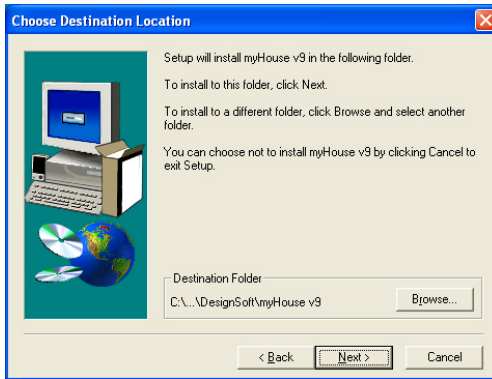 Choose Destination Location
Setup will install myHouse v9 in the following folder.
To install to this folder, click Next.
To install to a different folder, click Browse and select another
folder.
You can choose not to install myHouse v9 by clicking Cancel to
exit Setup.
Destination Folder
C:\...\DesignSoft\myHouse v9
Browse...
< Back
Next >
Cancel